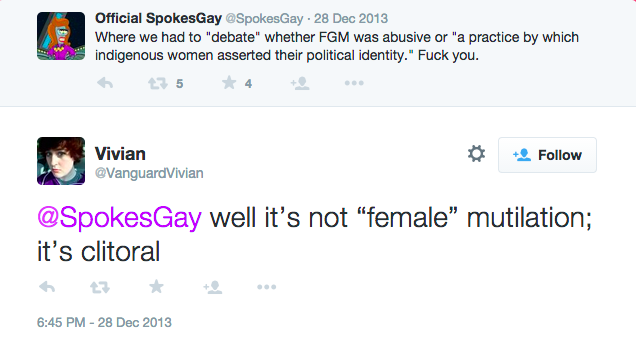 Official SpokesGay @SpokesGay · 28 Dec 2013
Where we had to "debate" whether FGM was abusive or "a practice by which
indigenous women asserted their political identity." Fuck you.
5 4
Vivian
@VanguardVivian
Follow
@SpokesGay well it's not “female” mutilation;
it's clitoral
6:45 PM - 28 Dec 2013